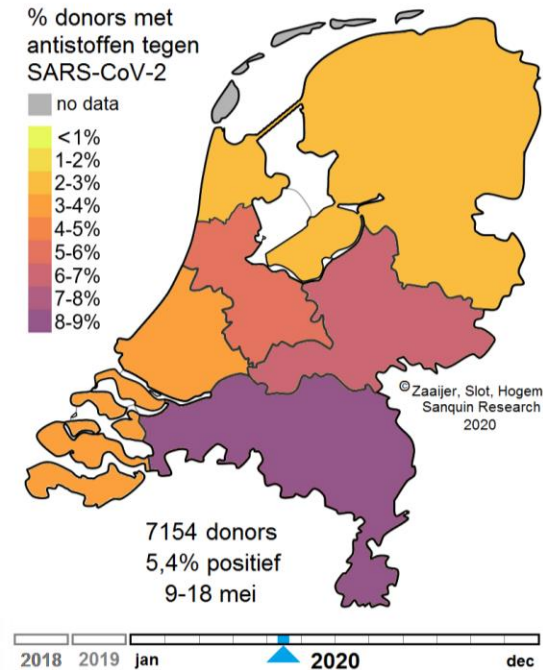 % donors met
antistoffen tegen
SARS-CoV-2
no data
<1%
1-2%
2-3%
3-4%
4-5%
5-6%
6-7%
7-8%
8-9%
© Zaaijer, Slot, Hogem
Sanquin Research
2020
7154 donors
5,4% positief
9-18 mei
2018 2019 jan 2020 dec